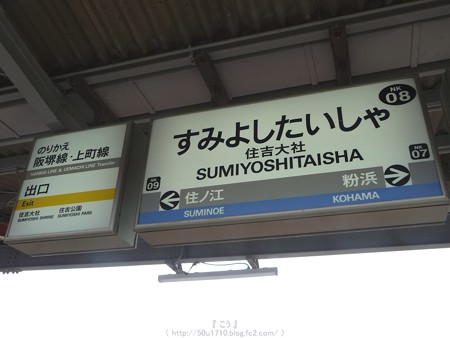 のりかえ
阪堺線・上町線
HANKAI LINE & UEMACHI LINE Transfer
出口
Exit
住吉大社 住吉公園
SUMIYOSHI SHRINE SUMIYOSHI PARK
NK
08
すみよしたいしゃ
住吉大社
SUMIYOSHITAISHA
NK
09
住ノ江
SUMINOE
NK
07
粉浜
KOHAMA
『 こう 』
( http://50u1710.blog.fc2.com/ )